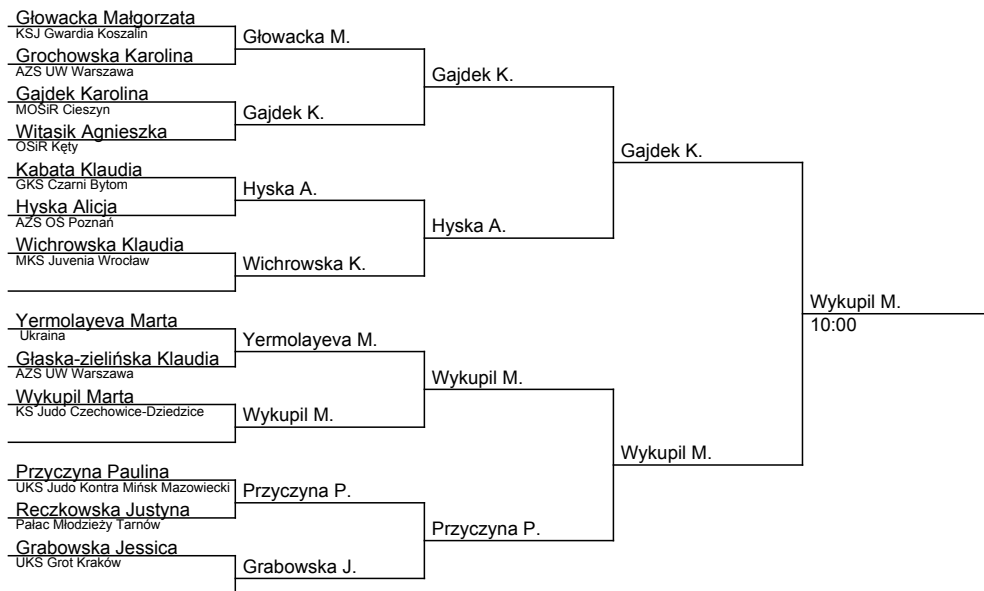 Głowacka Małgorzata
KSJ Gwardia Koszalin
Głowacka M.
Grochowska Karolina
AZS UW Warszawa
Gajdek K.
Gajdek Karolina
MOSiR Cieszyn
Gajdek K.
Witasik Agnieszka
OSiR Kęty
Gajdek K.
Kabata Klaudia
GKS Czarni Bytom
Hyska A.
Hyska Alicja
AZS OŚ Poznań
Hyska A.
Wichrowska Klaudia
MKS Juvenia Wrocław
Wichrowska K.
Wykupil M.
10:00
Yermolayeva Marta
Ukraina
Yermolayeva M.
Głaska-zielińska Klaudia
AZS UW Warszawa
Wykupil M.
Wykupil Marta
KS Judo Czechowice-Dziedzice
Wykupil M.
Wykupil M.
Przyczyna Paulina
UKS Judo Kontra Mińsk Mazowiecki
Przyczyna P.
Reczkowska Justyna
Pałac Młodzieży Tarnów
Przyczyna P.
Grabowska Jessica
UKS Grot Kraków
Grabowska J.